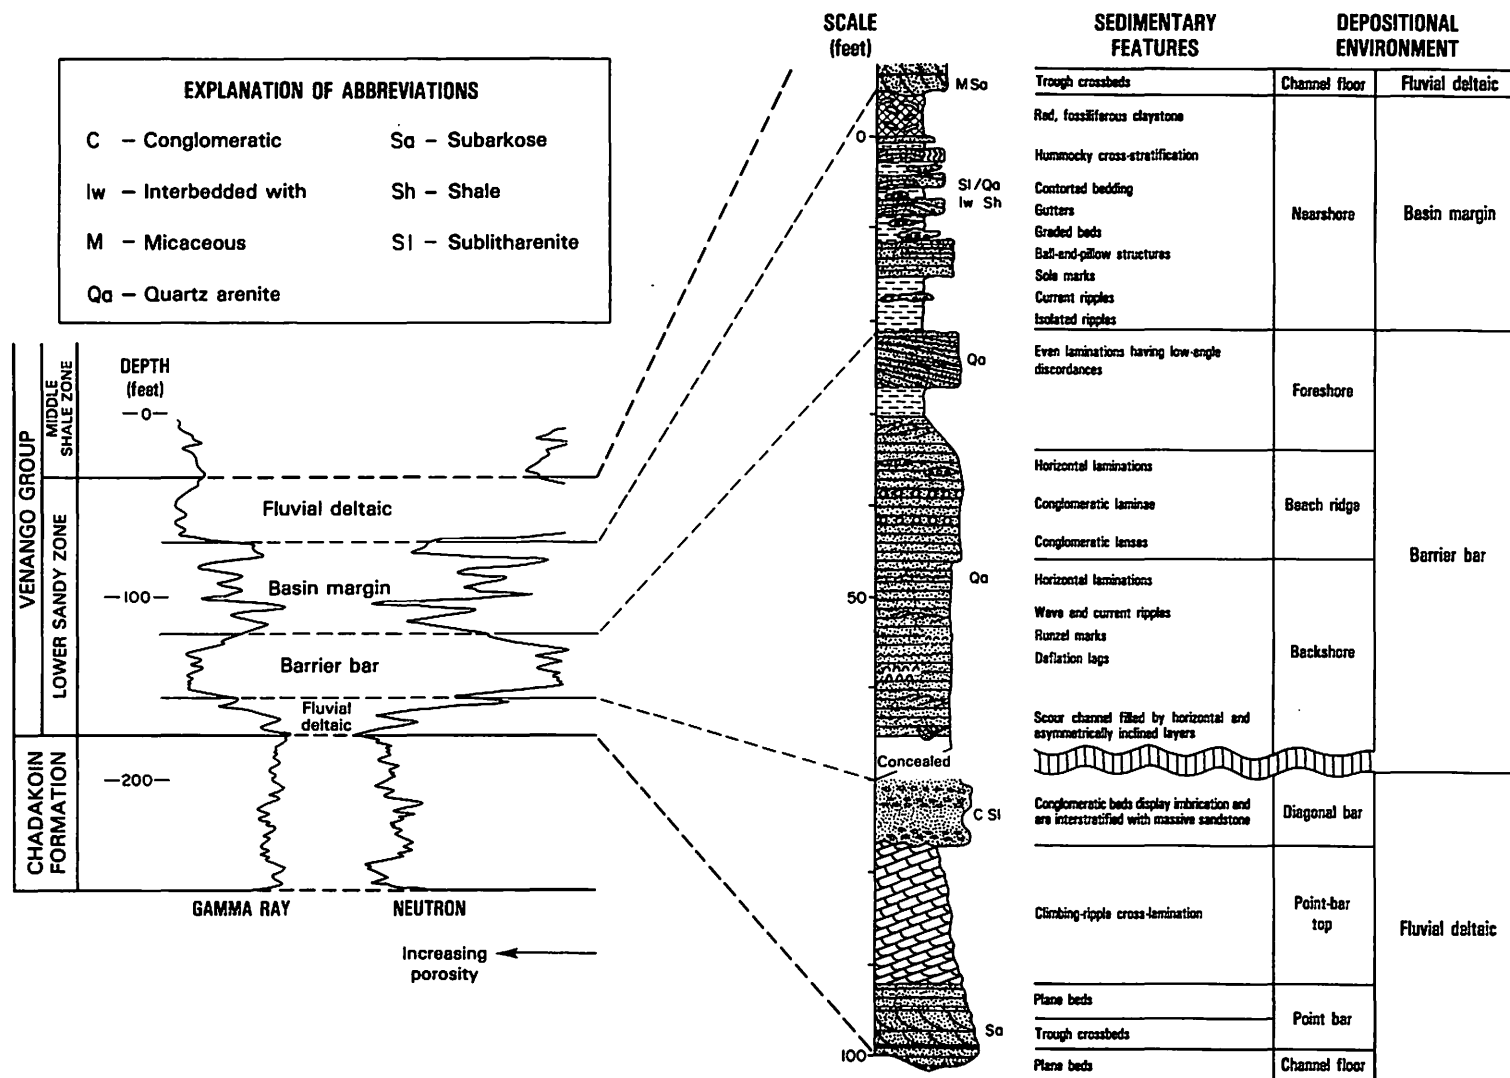 EXPLANATION OF ABBREVIATIONS
C – Conglomeratic
Sa – Subarkose
Iw – Interbedded with
Sh – Shale
M – Micaceous
Sl – Sublitharenite
Qa – Quartz arenite
VENANGO GROUP
MIDDLE
SHALE ZONE
LOWER SANDY ZONE
CHADAKOIN
FORMATION
DEPTH
(feet)
—0—
—100—
—200—
Fluvial deltaic
Basin margin
Barrier bar
Fluvial
deltaic
GAMMA RAY
NEUTRON
Increasing
porosity
SCALE
(feet)
0
50
100
M Sa
Sl/Qa
Iw Sh
Qa
Qa
Concealed
C Sl
Sa
SEDIMENTARY
FEATURES
DEPOSITIONAL
ENVIRONMENT
Trough crossbeds
Channel floor
Fluvial deltaic
Red, fossiliferous claystone
Hummocky cross-stratification
Contorted bedding
Gutters
Graded beds
Ball-and-pillow structures
Sole marks
Current ripples
Isolated ripples
Nearshore
Basin margin
Even laminations having low-angle
discordances
Foreshore
Horizontal laminations
Conglomeratic laminae
Conglomeratic lenses
Beach ridge
Barrier bar
Horizontal laminations
Wave and current ripples
Runzel marks
Deflation lags
Scour channel filled by horizontal and
asymmetrically inclined layers
Backshore
Conglomeratic beds display imbrication and
are interstratified with massive sandstone
Diagonal bar
Climbing-ripple cross-lamination
Point-bar
top
Fluvial deltaic
Plane beds
Trough crossbeds
Point bar
Plane beds
Channel floor